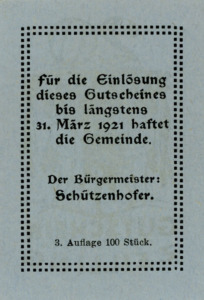 Für die Einlösung
dieses Gutscheines
bis längstens
31. März 1921 haftet
die Gemeinde.
Der Bürgermeister:
Schützenhofer.
3. Auflage 100 Stück.